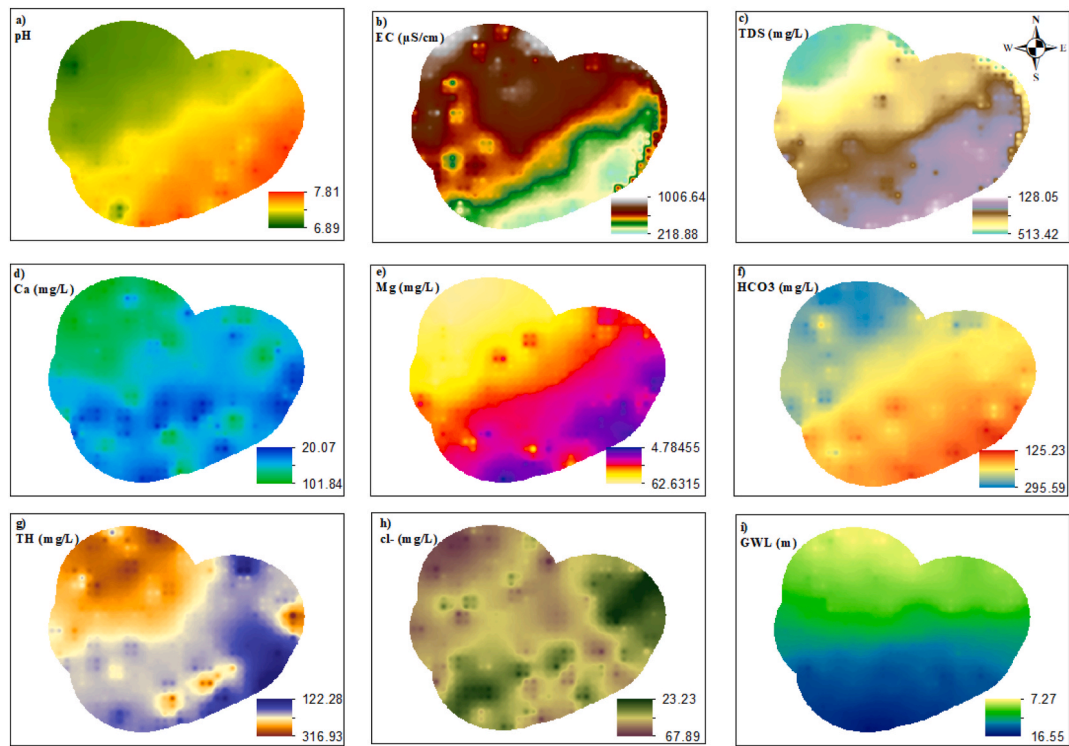 a)
pH
7.81
6.89
b)
EC (µS/cm)
1006.64
218.88
c)
TDS (mg/L)
N
W E
S
128.05
513.42
d)
Ca (mg/L)
20.07
101.84
e)
Mg (mg/L)
4.78455
62.6315
f)
HCO3 (mg/L)
125.23
295.59
g)
TH (mg/L)
122.28
316.93
h)
cl- (mg/L)
23.23
67.89
i)
GWL (m)
7.27
16.55